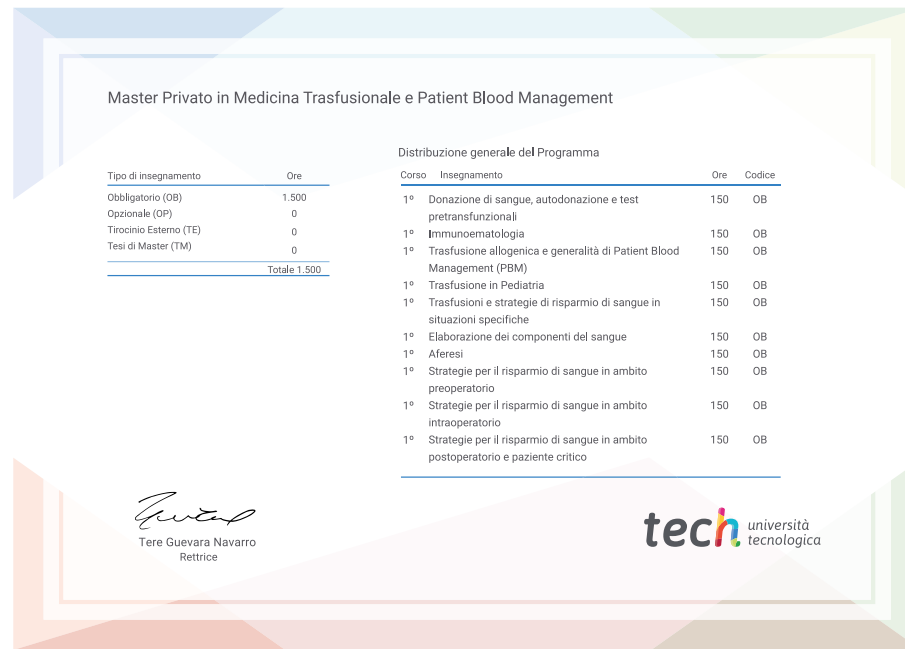 Master Privato in Medicina Trasfusionale e Patient Blood Management
Tipo di insegnamento Ore
Obbligatorio (OB) 1.500
Opzionale (OP) 0
Tirocinio Esterno (TE) 0
Tesi di Master (TM) 0
Totale 1.500
Distribuzione generale del Programma
Corso Insegnamento Ore Codice
1º Donazione di sangue, autodonazione e test 150 OB
pretransfunzionali
1º Immunoematologia 150 OB
1º Trasfusione allogenica e generalità di Patient Blood 150 OB
Management (PBM)
1º Trasfusione in Pediatria 150 OB
1º Trasfusioni e strategie di risparmio di sangue in 150 OB
situazioni specifiche
1º Elaborazione dei componenti del sangue 150 OB
1º Aferesi 150 OB
1º Strategie per il risparmio di sangue in ambito 150 OB
preoperatorio
1º Strategie per il risparmio di sangue in ambito 150 OB
intraoperatorio
1º Strategie per il risparmio di sangue in ambito 150 OB
postoperatorio e paziente critico
Tere Guevara Navarro
Rettrice
tech università
tecnologica